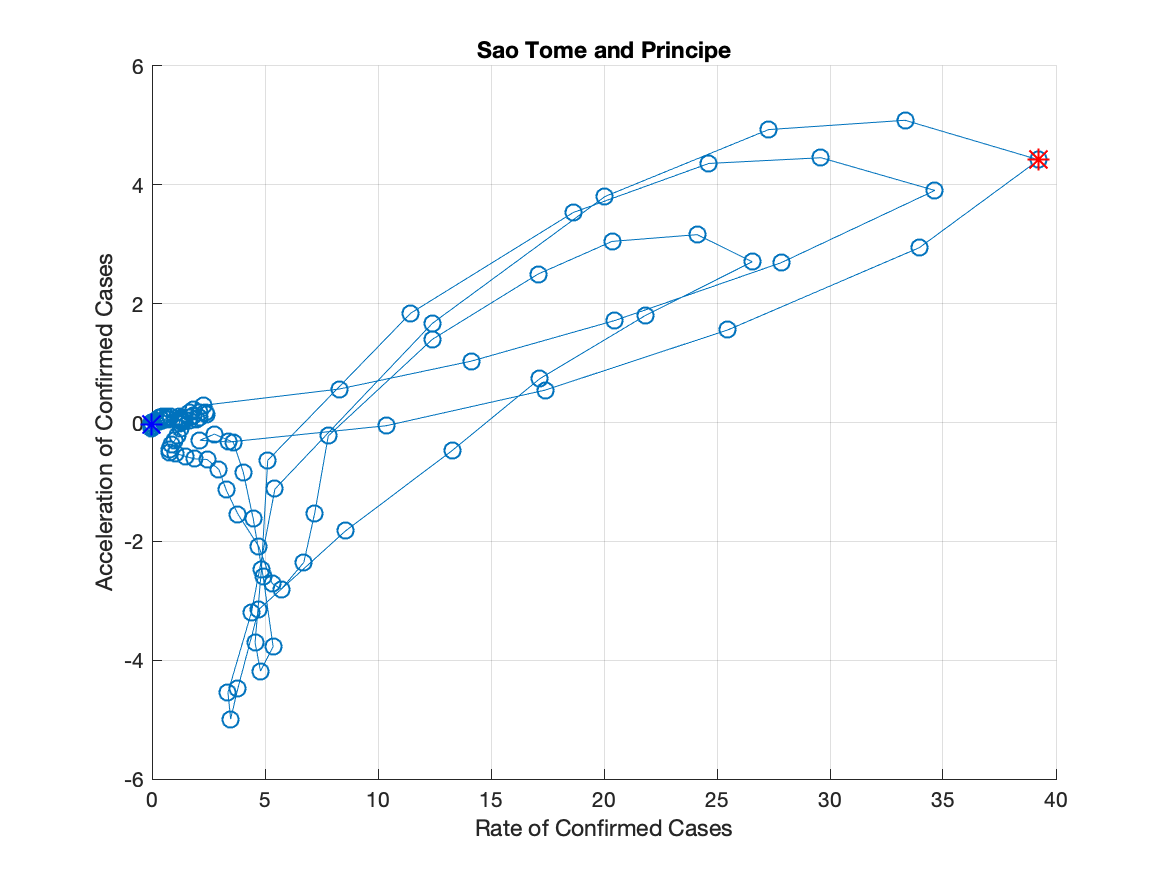 Sao Tome and Principe
6
4
2
0
-2
-4
-6
Acceleration of Confirmed Cases
0 5 10 15 20 25 30 35 40
Rate of Confirmed Cases